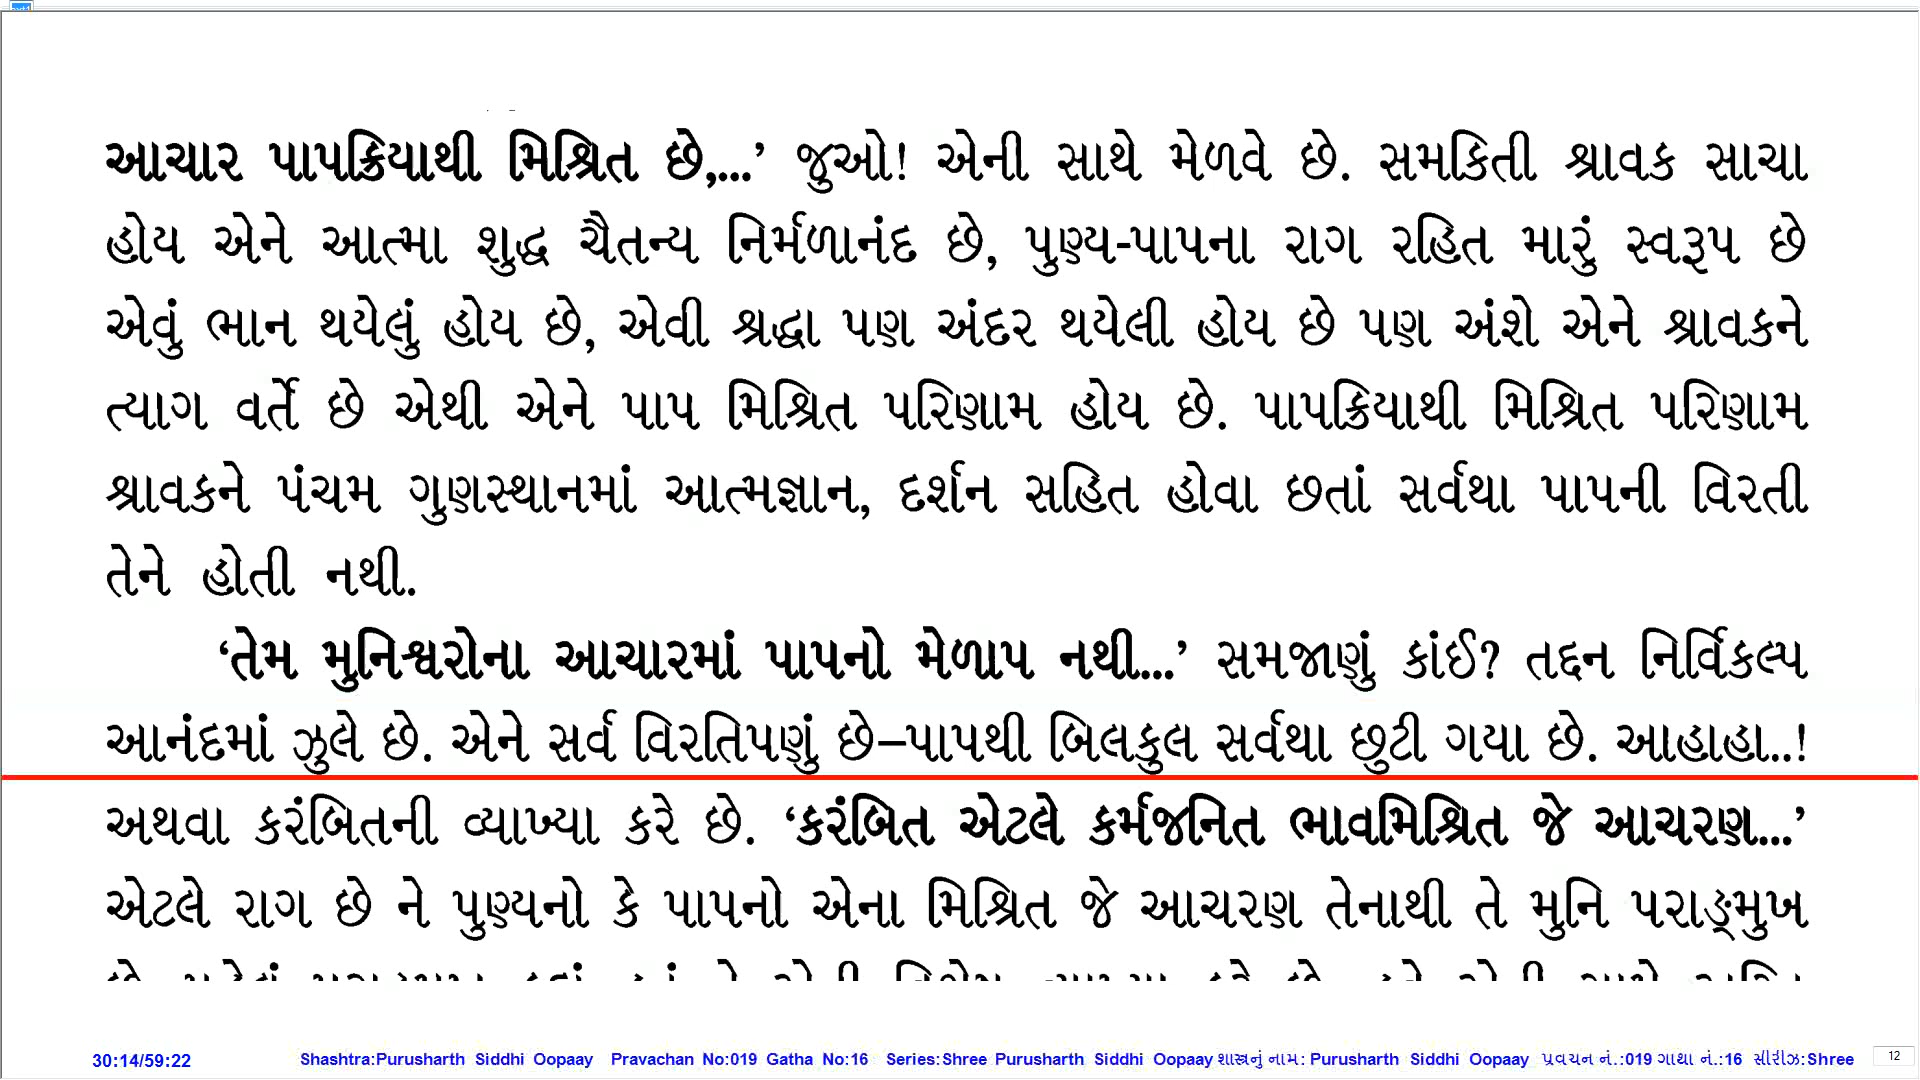 આચાર પાપક્રિયાથી મિશ્રિત છે,...’ જુઓ! એની સાથે મેળવે છે. સમકિતી શ્રાવક સાચા
હોય એને આત્મા શુદ્ધ ચૈતન્ય નિર્મળાનંદ છે, પુણ્ય-પાપના રાગ રહિત મારું સ્વરૂપ છે
એવું ભાન થયેલું હોય છે, એવી શ્રદ્ધા પણ અંદર થયેલી હોય છે પણ અંશે એને શ્રાવકને
ત્યાગ વર્તે છે એથી એને પાપ મિશ્રિત પરિણામ હોય છે. પાપક્રિયાથી મિશ્રિત પરિણામ
શ્રાવકને પંચમ ગુણસ્થાનમાં આત્મજ્ઞાન, દર્શન સહિત હોવા છતાં સર્વથા પાપની વિરતી
તેને હોતી નથી.
‘તેમ મુનિશ્વરોના આચારમાં પાપનો મેળાપ નથી...’ સમજાણું કાંઈ? તદ્દન નિર્વિકલ્પ
આનંદમાં ઝુલે છે. એને સર્વ વિરતિપણું છે–પાપથી બિલકુલ સર્વથા છુટી ગયા છે. આહાહા..!
અથવા કરંબિતની વ્યાખ્યા કરે છે. ‘કરંબિત એટલે કર્મજનિત ભાવમિશ્રિત જે આચરણ...’
એટલે રાગ છે ને પુણ્યનો કે પાપનો એના મિશ્રિત જે આચરણ તેનાથી તે મુનિ પરાઙ્મુખ
30:14/59:22 Shashtra:Purusharth Siddhi Oopaay Pravachan No:019 Gatha No:16 Series:Shree Purusharth Siddhi Oopaay શાસ્ત્રનું નામ: Purusharth Siddhi Oopaay પ્રવચન નં.:019 ગાથા નં.:16 સીરીઝ:Shree 12